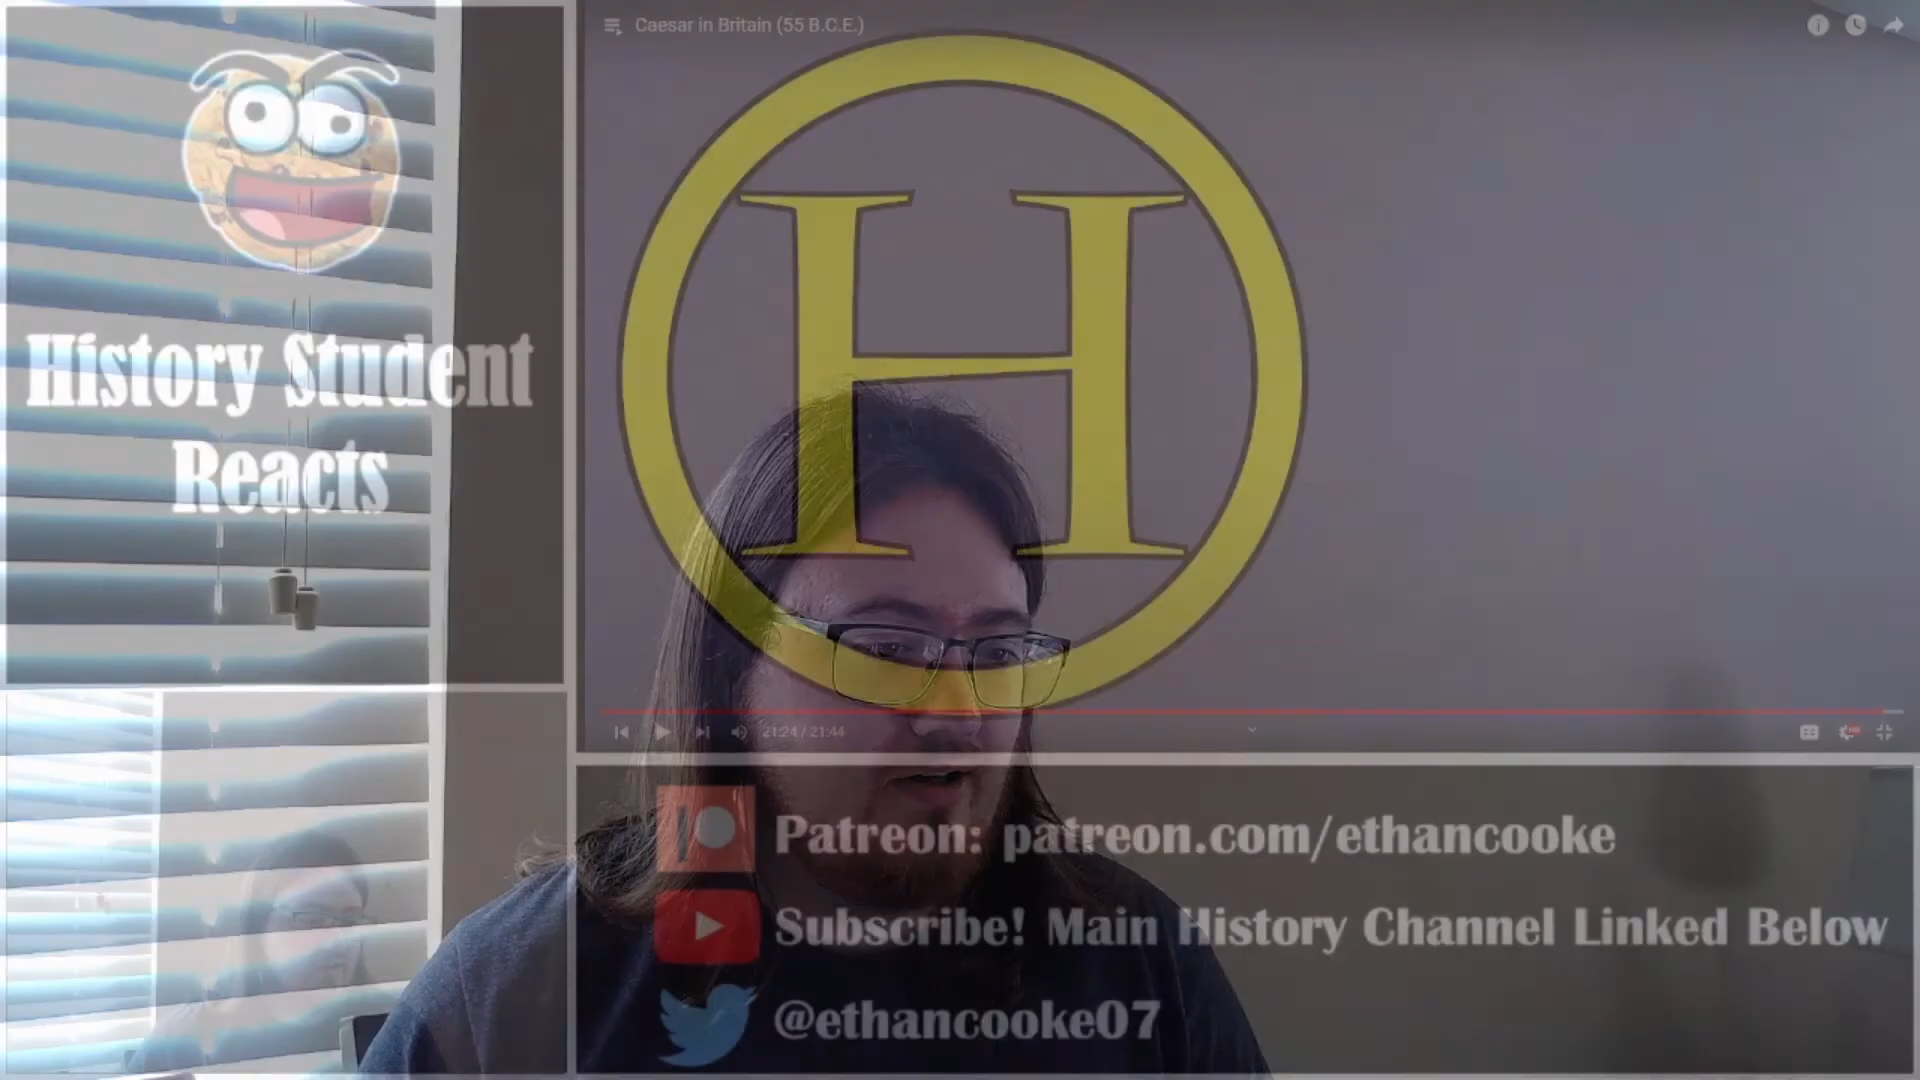 Caesar in Britain (55 B.C.E.)
H
History Student
Reacts
21:24 / 21:44
Patreon: patreon.com/ethancooke
Subscribe! Main History Channel Linked Below
@ethancooke07